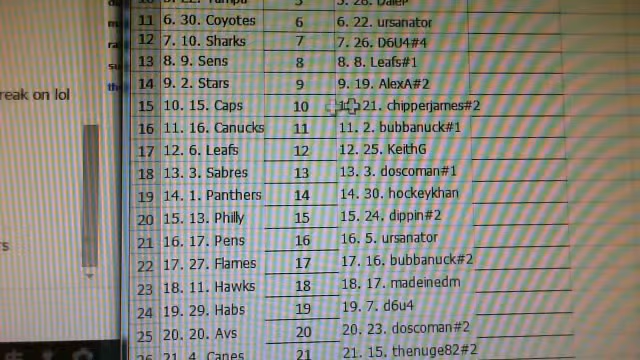 11 6. 30. Coyotes 6 6. 22. ursanator
12 7. 10. Sharks 7 7. 26. D6U4#4
13 8. 9. Sens 8 8. 8. Leafs#1
14 9. 2. Stars 9 9. 19. AlexA#2
reak on lol
15 10. 15. Caps 10 21. chipperjames#2
16 11. 16. Canucks 11 11. 2. bubbanuck#1
17 12. 6. Leafs 12 12. 25. KeithG
18 13. 3. Sabres 13 13. 3. doscoman#1
19 14. 1. Panthers 14 14. 30. hockeykhan
20 15. 13. Philly 15 15. 24. dippin#2
21 16. 17. Pens 16 16. 5. ursanator
22 17. 27. Flames 17 17. 16. bubbanuck#2
23 18. 11. Hawks 18 18. 17. madeinedm
24 19. 29. Habs 19 19. 7. d6u4
25 20. 20. Avs 20 20. 23. doscoman#2
26 21. 4. Canes 21 21. 15. thenuge82#2